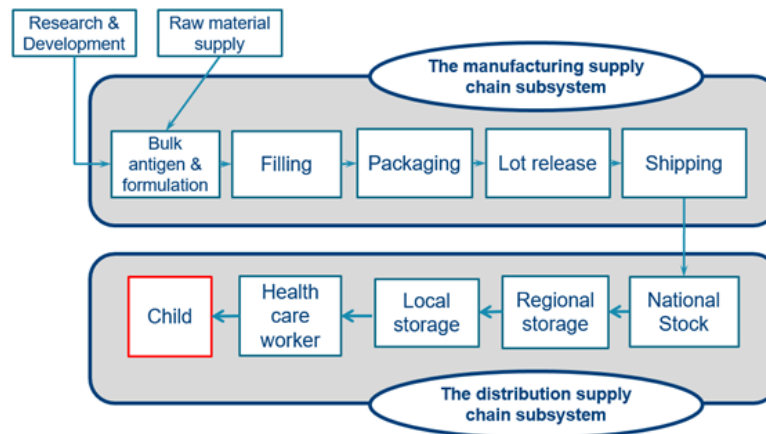 Research &
Development
Raw material
supply
The manufacturing supply
chain subsystem
Bulk
antigen &
formulation
Filling
Packaging
Lot release
Shipping
Child
Health
care
worker
Local
storage
Regional
storage
National
Stock
The distribution supply
chain subsystem